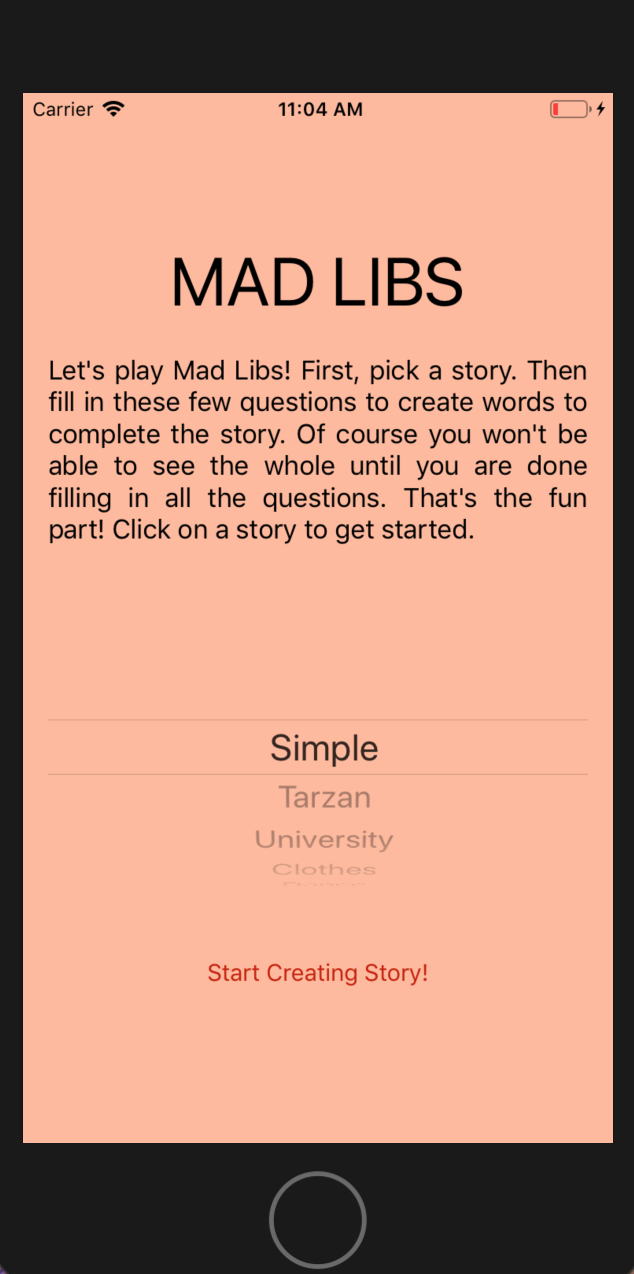 Carrier
11:04 AM
MAD LIBS
Let's play Mad Libs! First, pick a story. Then
fill in these few questions to create words to
complete the story. Of course you won't be
able to see the whole until you are done
filling in all the questions. That's the fun
part! Click on a story to get started.
Simple
Tarzan
University
Clothes
Start Creating Story!